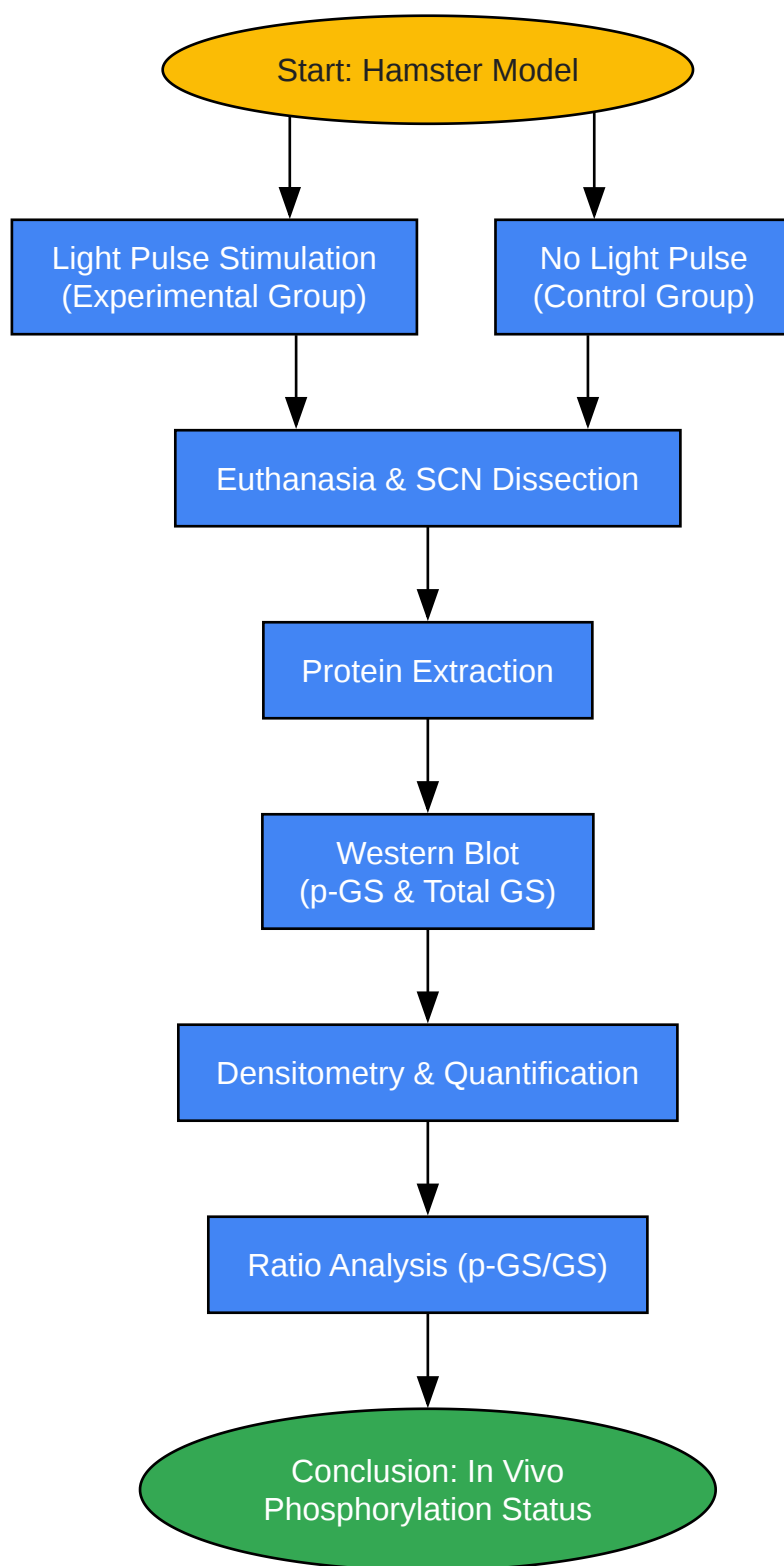 Start: Hamster Model
Light Pulse Stimulation
(Experimental Group)
No Light Pulse
(Control Group)
Euthanasia & SCN Dissection
Protein Extraction
Western Blot
(p-GS & Total GS)
Densitometry & Quantification
Ratio Analysis (p-GS/GS)
Conclusion: In Vivo
Phosphorylation Status